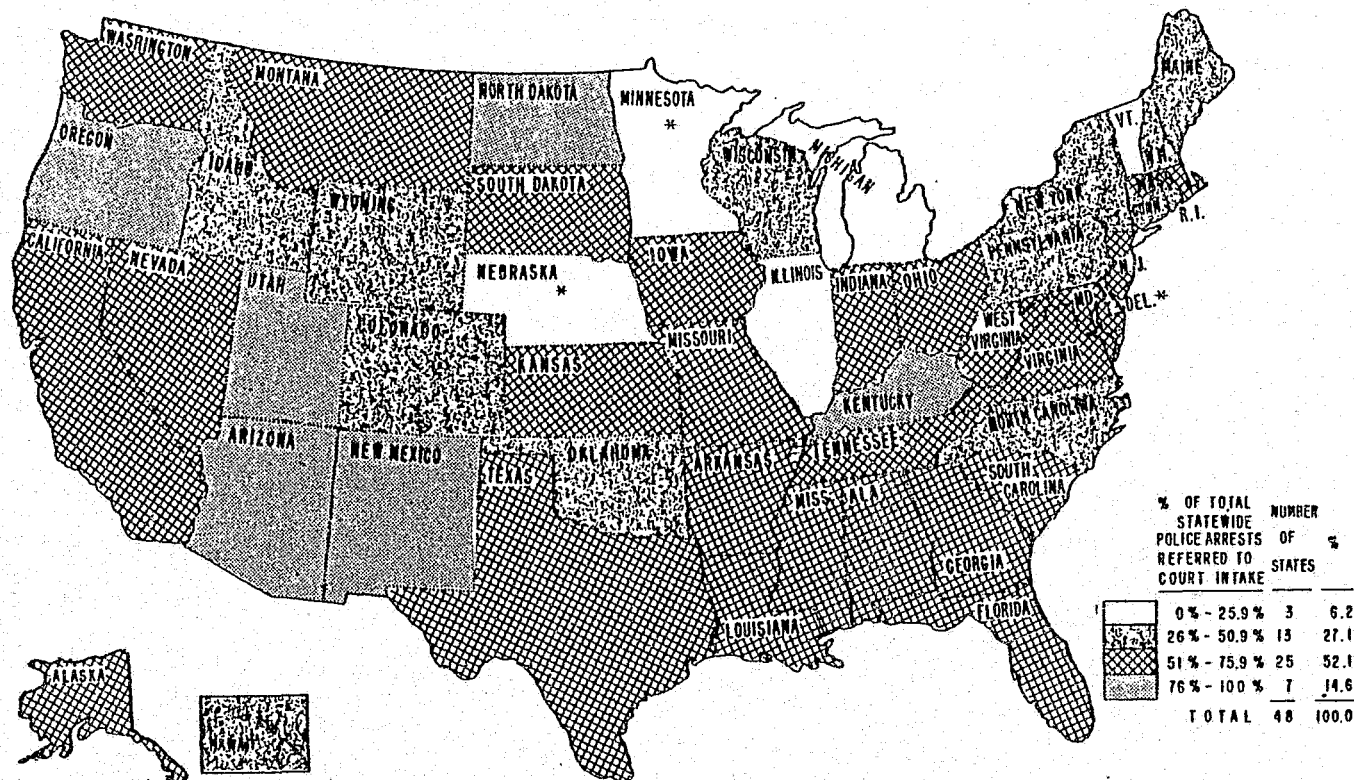 WASHINGTON
MONTANA
NORTH DAKOTA
MINNESOTA
*
MAINE
VT.
N.H.
OREGON
IDAHO
WYOMING
SOUTH DAKOTA
WISCONSIN
MICHIGAN
NEW YORK
MASS.
CONN.
R.I.
CALIFORNIA
NEVADA
UTAH
NEBRASKA
*
IOWA
ILLINOIS
INDIANA
OHIO
PENNSYLVANIA
N.J.
MD.
DEL.*
WEST
VIRGINIA
VIRGINIA
COLORADO
KANSAS
MISSOURI
KENTUCKY
ARIZONA
NEW MEXICO
TEXAS
OKLAHOMA
ARKANSAS
TENNESSEE
NORTH CAROLINA
SOUTH
CAROLINA
MISS.
ALA.
GEORGIA
FLORIDA
LOUISIANA
ALASKA
HAWAII
% OF TOTAL
STATEWIDE
POLICE ARRESTS
REFERRED TO
COURT INTAKE
NUMBER
OF
STATES
%
0% - 25.9% 3 6.2
26% - 50.9% 13 27.1
51% - 75.9% 25 52.1
76% - 100% 7 14.6
TOTAL 48 100.0